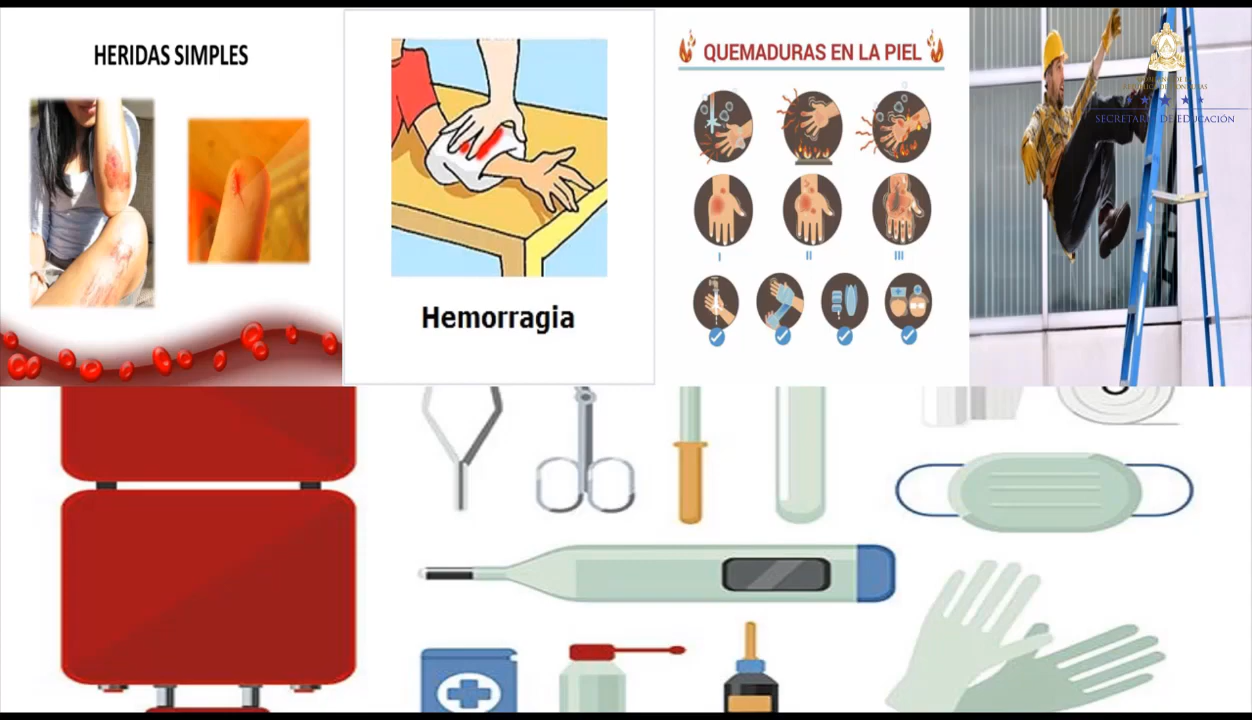 HERIDAS SIMPLES
Hemorragia
QUEMADURAS EN LA PIEL
I
II
III
SECRETARÍA DE EDUCACIÓN